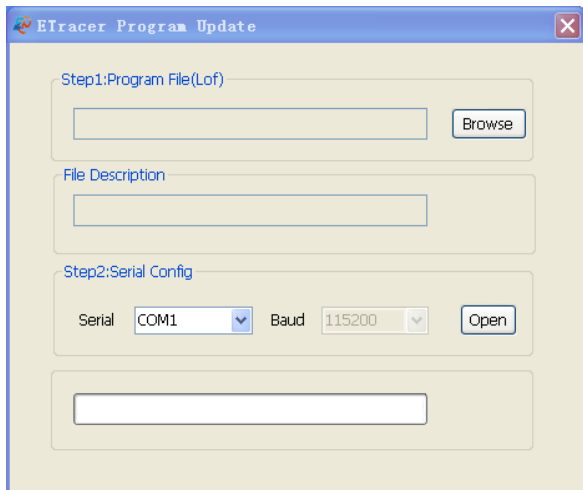 ETracer Program Update
Step1:Program File(Lof)
Browse
File Description
Step2:Serial Config
Serial COM1 Baud 115200 Open